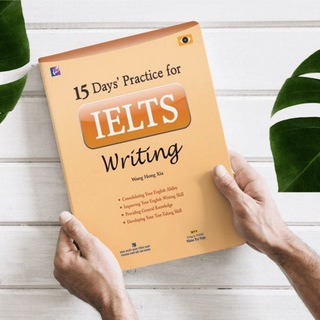 15 Days' Practice for
IELTS
Writing
Wang Hong Xia
• Consolidating Your English Ability
• Improving Your English Writing Skill
• Providing General Knowledge
• Developing Your Test Taking Skill